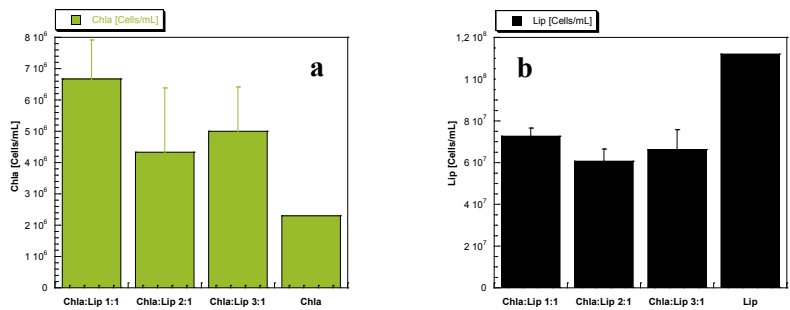 Chla [Cells/mL]
8 10⁶
7 10⁶
6 10⁶
5 10⁶
4 10⁶
3 10⁶
2 10⁶
1 10⁶
0
Chla [Cells/mL]
a
Chla:Lip 1:1 Chla:Lip 2:1 Chla:Lip 3:1 Chla
Lip [Cells/mL]
1,2 10⁸
1 10⁸
8 10⁷
6 10⁷
4 10⁷
2 10⁷
0
Lip [Cells/mL]
b
Chla:Lip 1:1 Chla:Lip 2:1 Chla:Lip 3:1 Lip